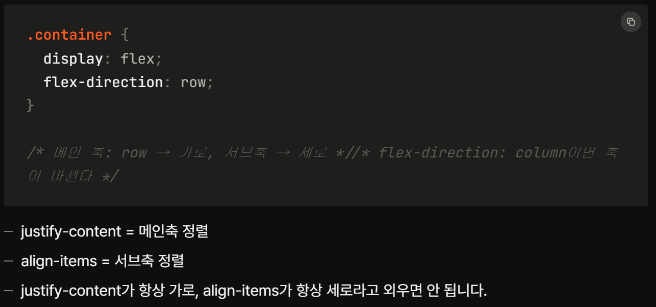 .container {
display: flex;
flex-direction: row;
}
/* 메인 축: row → 가로, 서브축 → 세로 *//* flex-direction: column이면 축
이 바뀐다 */
— justify-content = 메인축 정렬
— align-items = 서브축 정렬
— justify-content가 항상 가로, align-items가 항상 세로라고 외우면 안 됩니다.